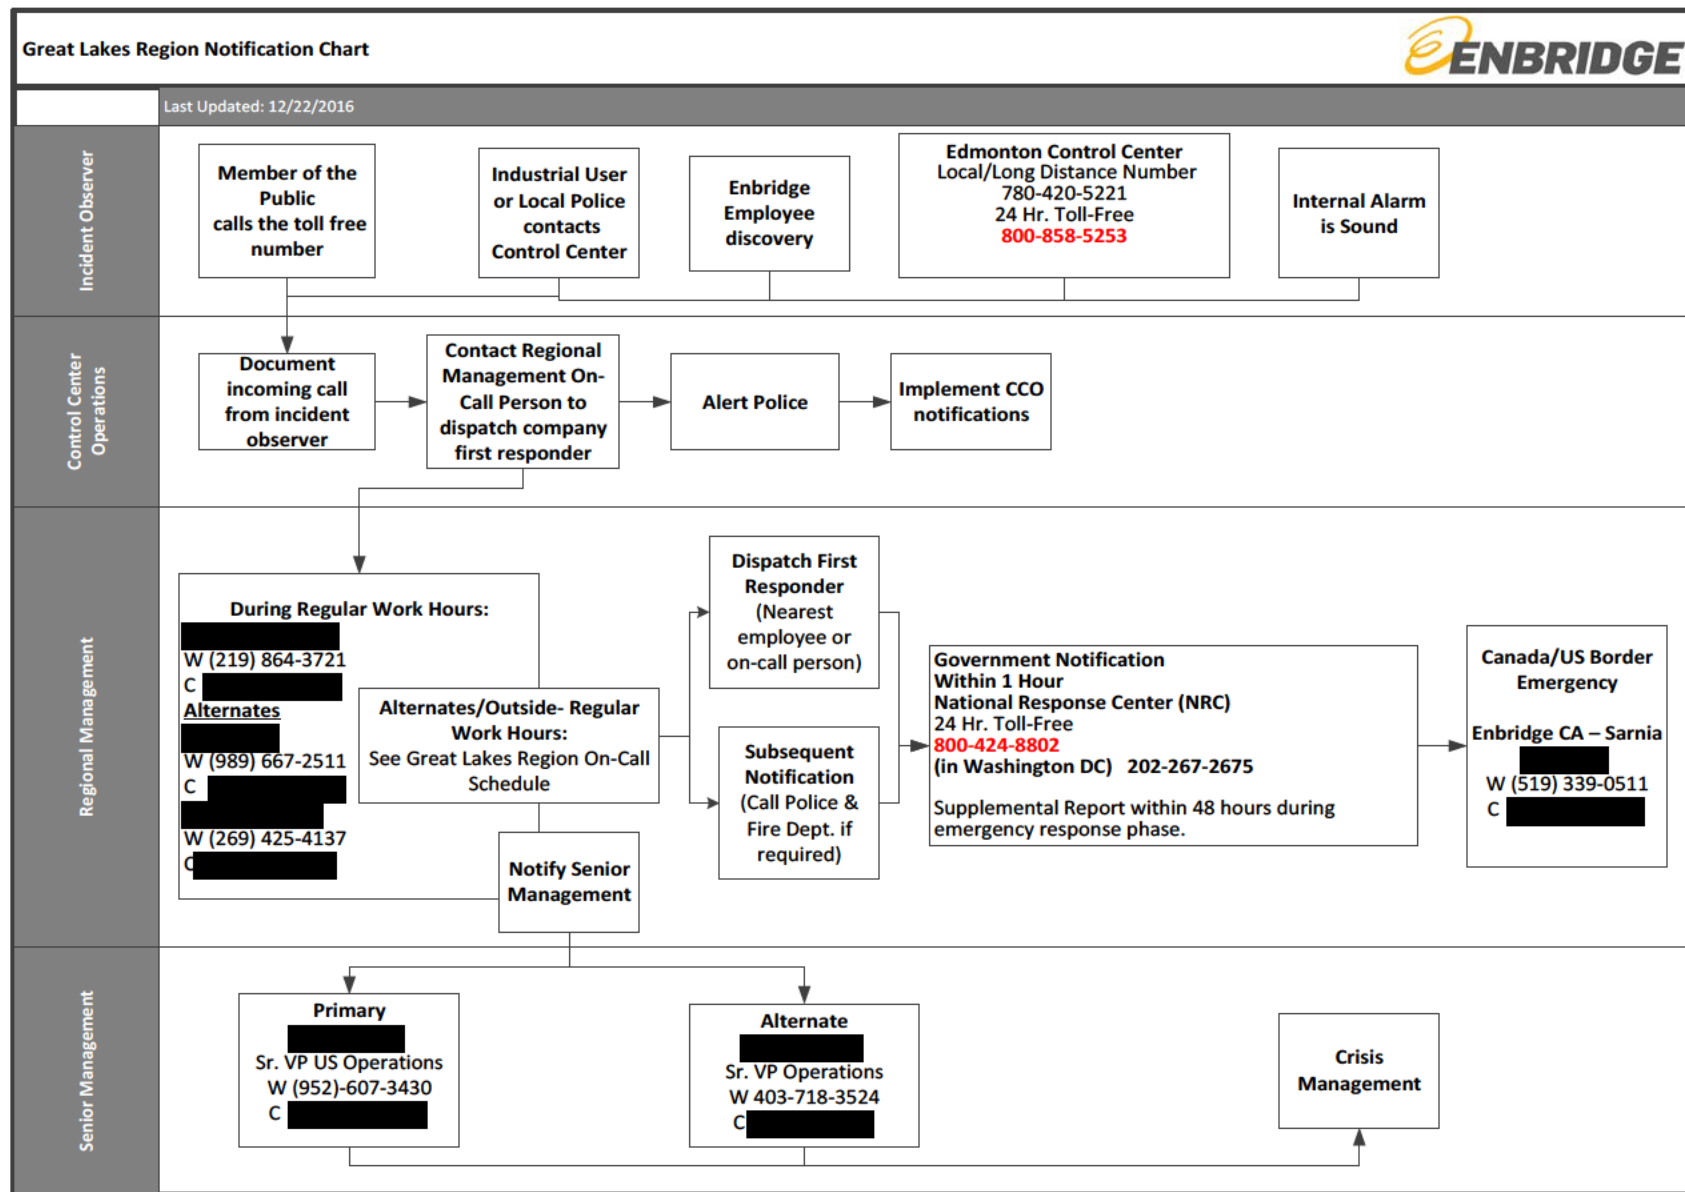 Great Lakes Region Notification Chart
ENBRIDGE
Last Updated: 12/22/2016
Incident Observer
Member of the
Public
calls the toll free
number
Industrial User
or Local Police
contacts
Control Center
Enbridge
Employee
discovery
Edmonton Control Center
Local/Long Distance Number
780-420-5221
24 Hr. Toll-Free
800-858-5253
Internal Alarm
is Sound
Control Center
Operations
Document
incoming call
from incident
observer
Contact Regional
Management On-
Call Person to
dispatch company
first responder
Alert Police
Implement CCO
notifications
Regional Management
During Regular Work Hours:
W (219) 864-3721
C
Alternates
W (989) 667-2511
C
W (269) 425-4137
C
Alternates/Outside- Regular
Work Hours:
See Great Lakes Region On-Call
Schedule
Notify Senior
Management
Dispatch First
Responder
(Nearest
employee or
on-call person)
Subsequent
Notification
(Call Police &
Fire Dept. if
required)
Government Notification
Within 1 Hour
National Response Center (NRC)
24 Hr. Toll-Free
800-424-8802
(in Washington DC) 202-267-2675
Supplemental Report within 48 hours during
emergency response phase.
Canada/US Border
Emergency
Enbridge CA – Sarnia
W (519) 339-0511
C
Senior Management
Primary
Sr. VP US Operations
W (952)-607-3430
C
Alternate
Sr. VP Operations
W 403-718-3524
C
Crisis
Management